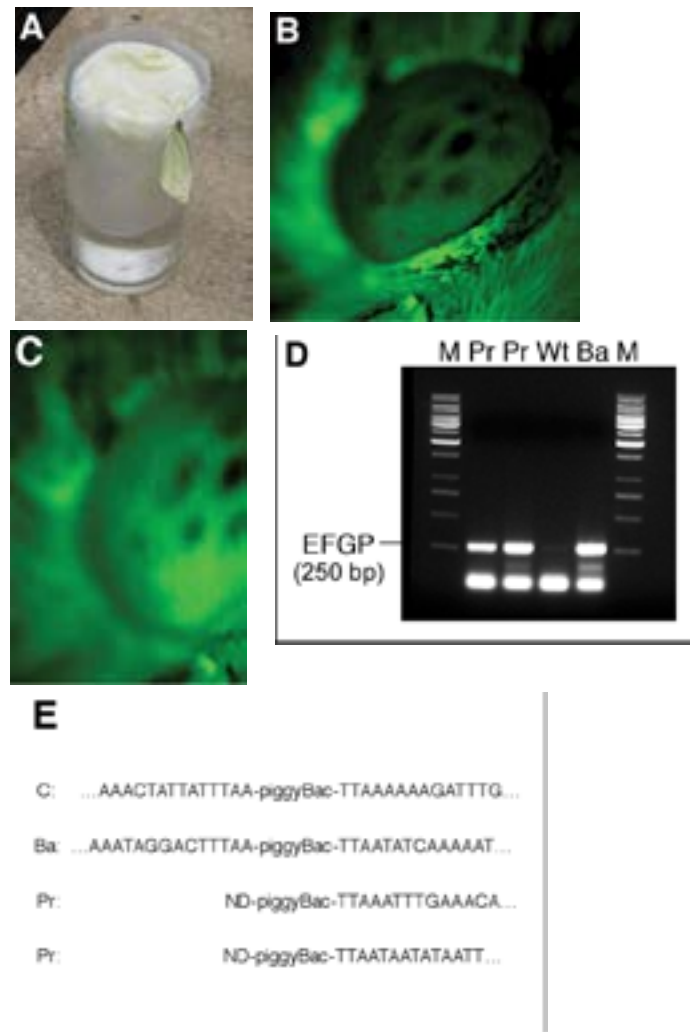 A
B
C
D
M Pr Pr Wt Ba M
EFGP
(250 bp)
E
C: ...AAACTATTATTTAA-piggyBac-TTAAAAAAGATTTG...
Ba: ...AAATAGGACTTTAA-piggyBac-TTAATATCAAAAAT...
Pr: ND-piggyBac-TTAAATTTGAAACA...
Pr: ND-piggyBac-TTAATAATATAATT...